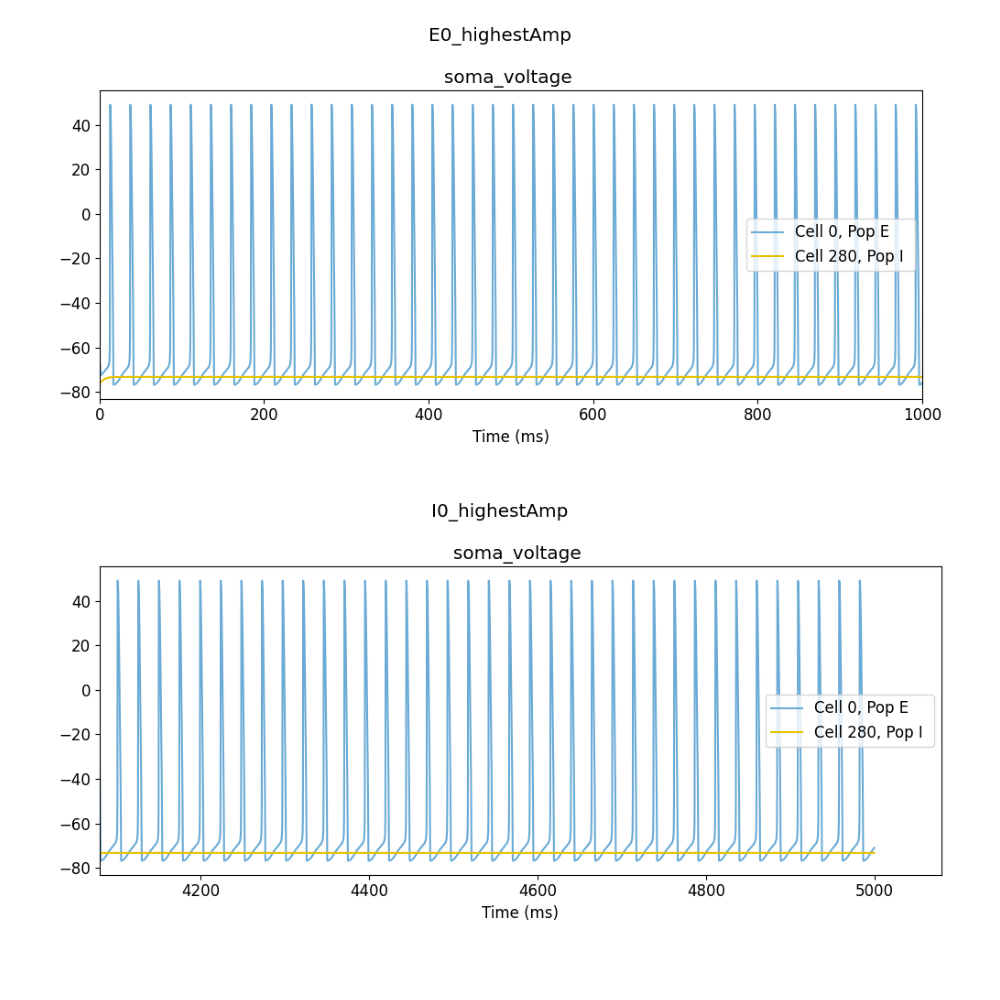 E0_highestAmp
soma_voltage
40
20
0
−20
−40
−60
−80
Cell 0, Pop E
Cell 280, Pop I
0 200 400 600 800 1000
Time (ms)
I0_highestAmp
soma_voltage
40
20
0
−20
−40
−60
−80
Cell 0, Pop E
Cell 280, Pop I
4200 4400 4600 4800 5000
Time (ms)